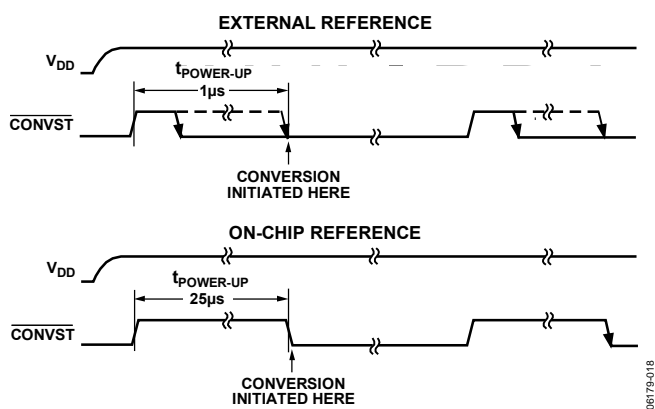 EXTERNAL REFERENCE
VDD
tPOWER-UP
1µs
CONVST
CONVERSION
INITIATED HERE
ON-CHIP REFERENCE
VDD
tPOWER-UP
25µs
CONVST
CONVERSION
INITIATED HERE
06179-018